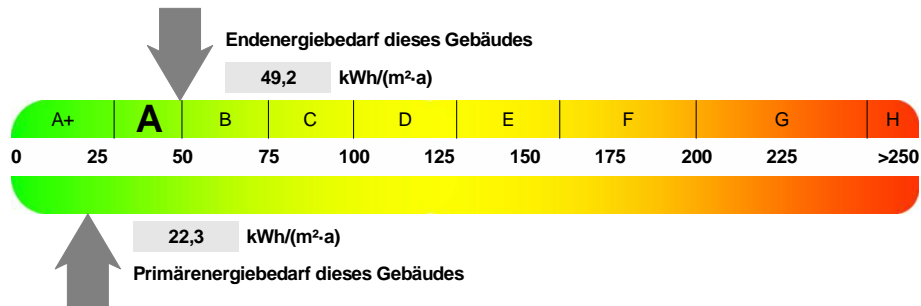 Endenergiebedarf dieses Gebäudes
49,2 kWh/(m²·a)
A+ A B C D E F G H
0 25 50 75 100 125 150 175 200 225 >250
22,3 kWh/(m²·a)
Primärenergiebedarf dieses Gebäudes